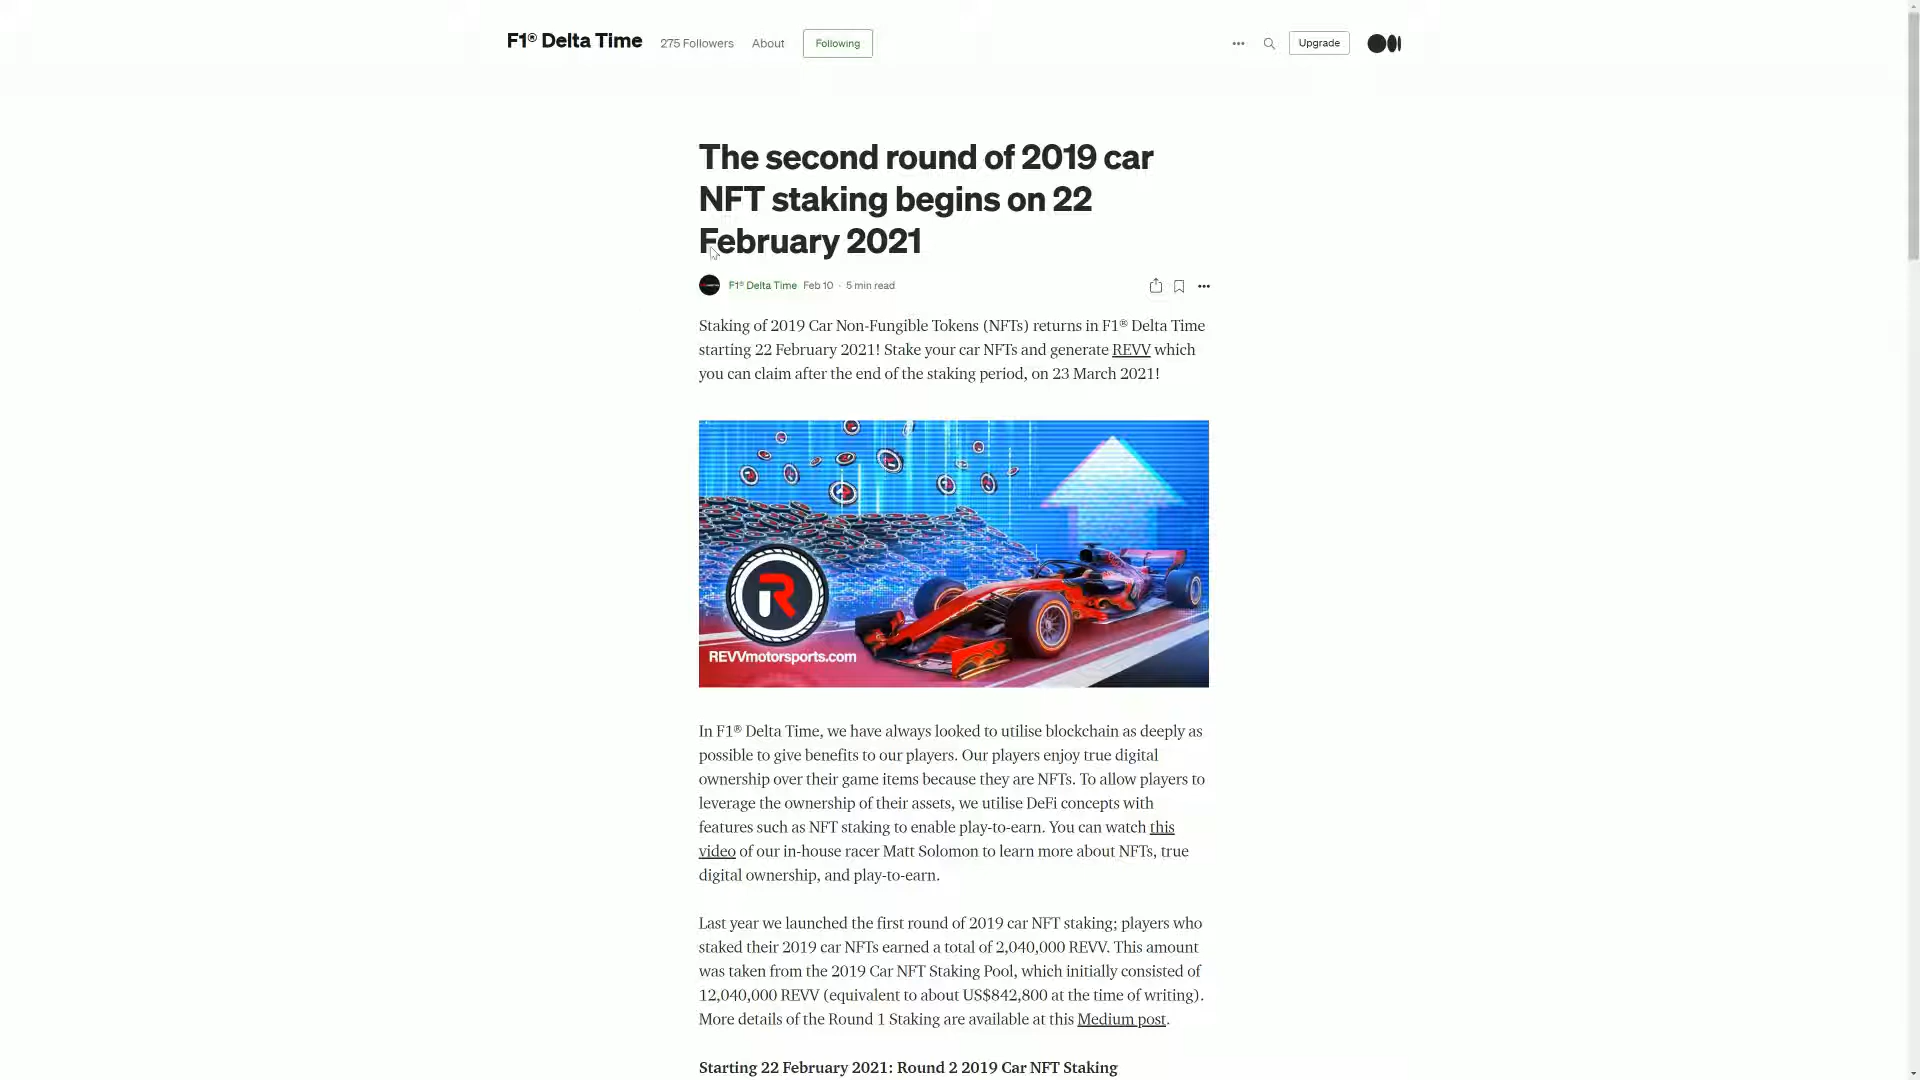 F1® Delta Time 275 Followers About Following Upgrade
The second round of 2019 car
NFT staking begins on 22
February 2021
F1® Delta Time Feb 10 · 5 min read
Staking of 2019 Car Non-Fungible Tokens (NFTs) returns in F1® Delta Time
starting 22 February 2021! Stake your car NFTs and generate REVV which
you can claim after the end of the staking period, on 23 March 2021!
REVVmotorsports.com
In F1® Delta Time, we have always looked to utilise blockchain as deeply as
possible to give benefits to our players. Our players enjoy true digital
ownership over their game items because they are NFTs. To allow players to
leverage the ownership of their assets, we utilise DeFi concepts with
features such as NFT staking to enable play-to-earn. You can watch this
video of our in-house racer Matt Solomon to learn more about NFTs, true
digital ownership, and play-to-earn.
Last year we launched the first round of 2019 car NFT staking; players who
staked their 2019 car NFTs earned a total of 2,040,000 REVV. This amount
was taken from the 2019 Car NFT Staking Pool, which initially consisted of
12,040,000 REVV (equivalent to about US$842,800 at the time of writing).
More details of the Round 1 Staking are available at this Medium post.
Starting 22 February 2021: Round 2 2019 Car NFT Staking